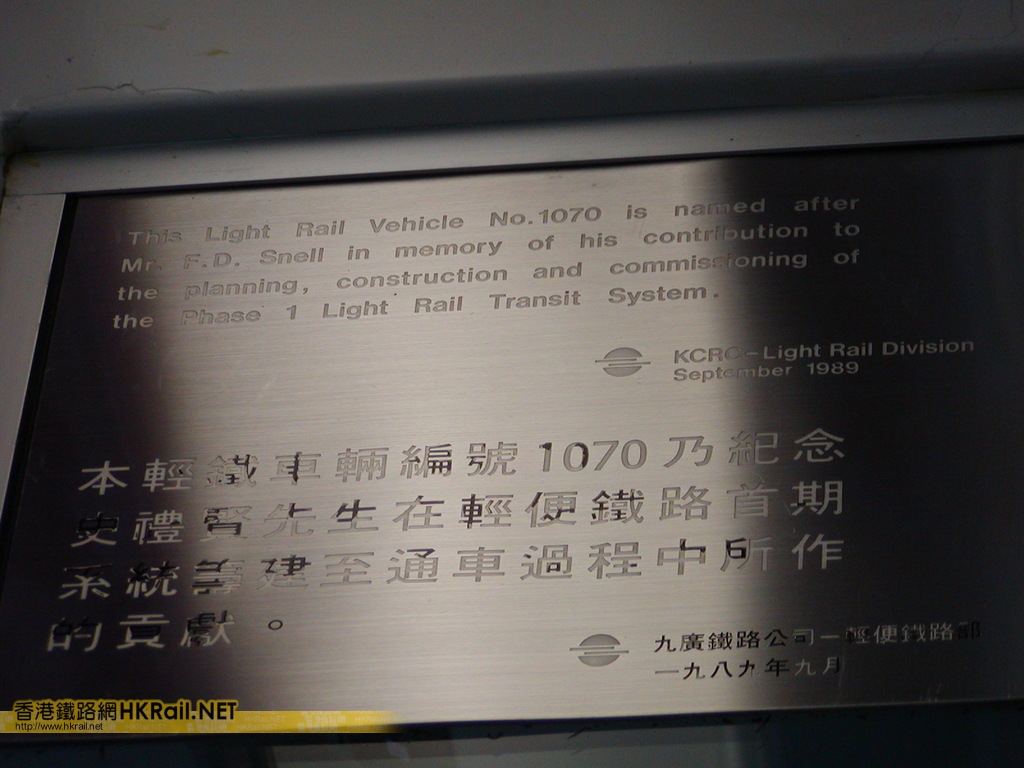 This Light Rail Vehicle No.1070 is named after
Mr. F.D. Snell in memory of his contribution to
the planning, construction and commissioning of
the Phase 1 Light Rail Transit System.
KCRC-Light Rail Division
September 1989
本輕鐵車輛編號1070乃紀念
史禮賢先生在輕便鐵路首期
系統籌建至通車過程中所作
的貢獻。
九廣鐵路公司－輕便鐵路部
一九八九年九月
香港鐵路網HKRail.NET
http://www.hkrail.net